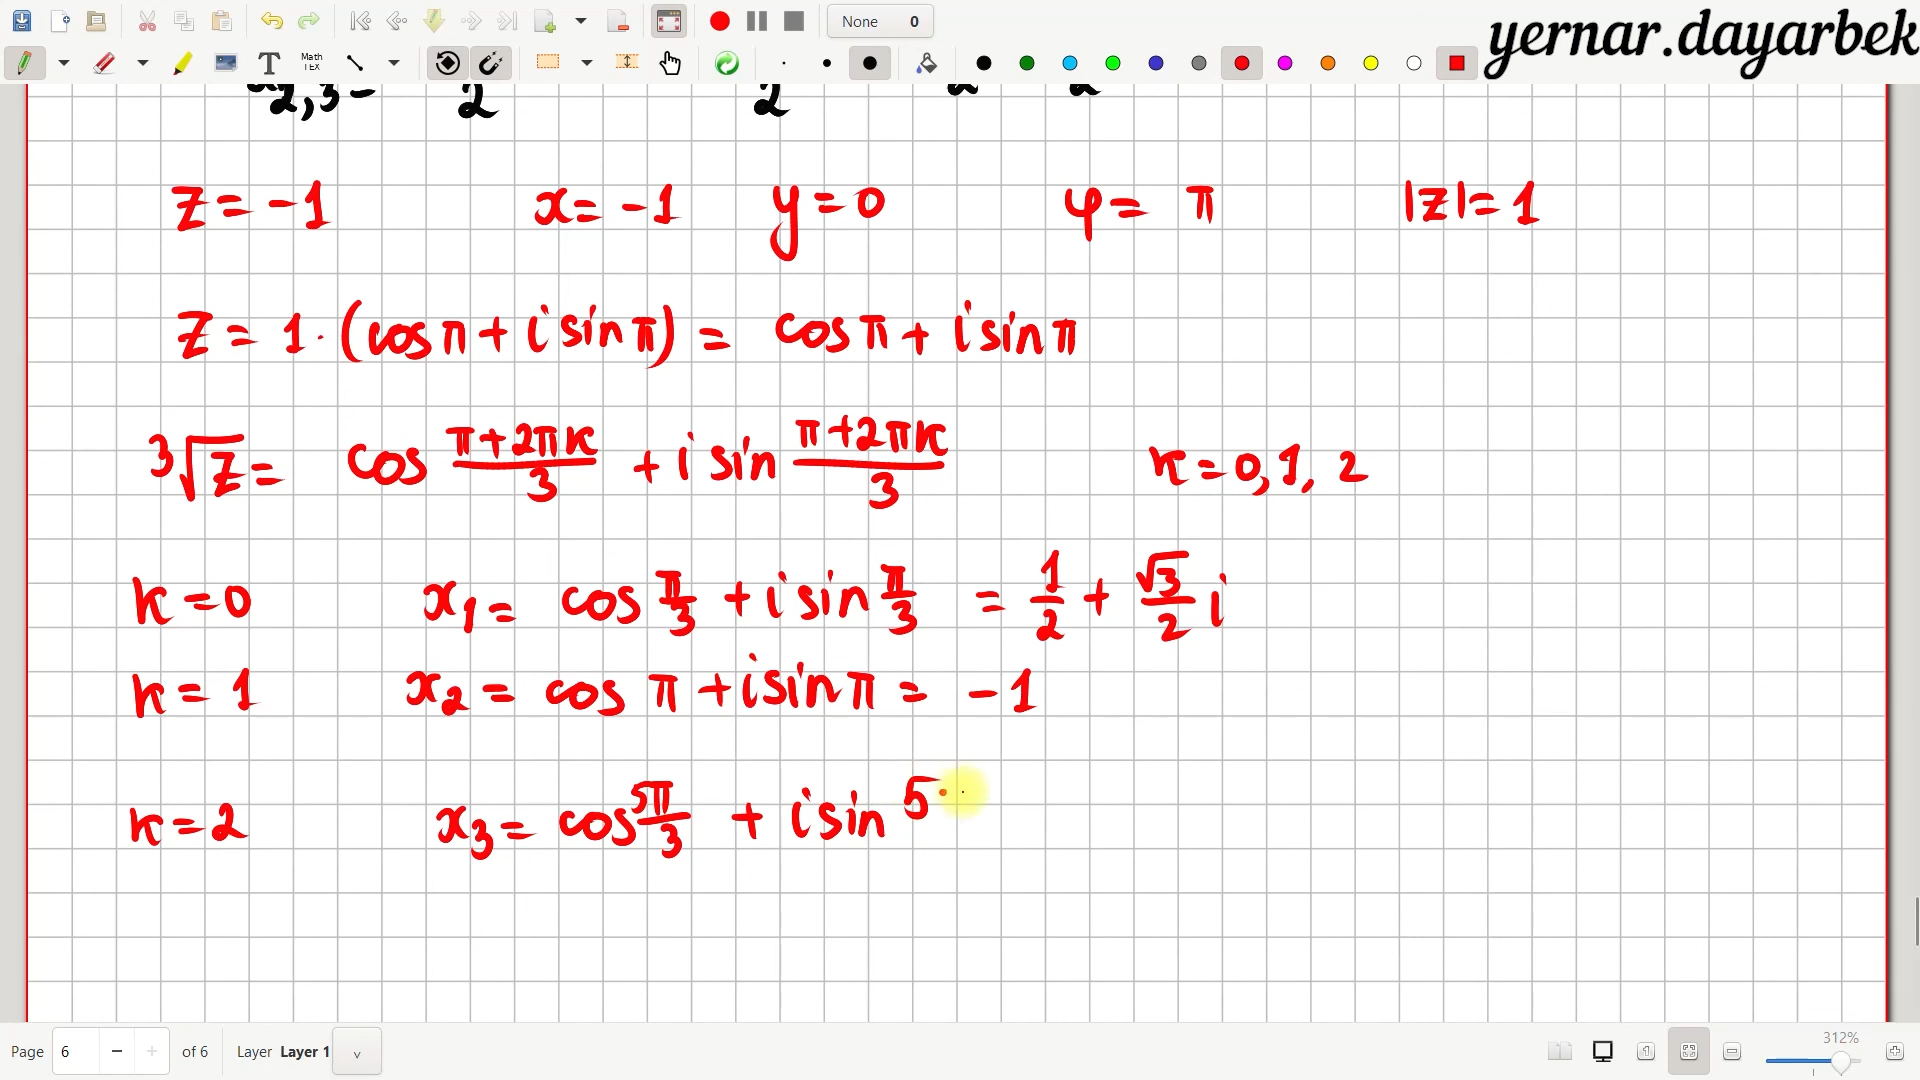 None 0
yernar.dayarbek
Math TEX
z = -1 x = -1 y = 0 φ = π |z| = 1
z = 1 · (cos π + i sin π) = cos π + i sin π
³√z = cos (π+2πk)/3 + i sin (π+2πk)/3 k = 0, 1, 2
k = 0 x₁ = cos π/3 + i sin π/3 = 1/2 + √3/2 i
k = 1 x₂ = cos π + i sin π = -1
k = 2 x₃ = cos 5π/3 + i sin 5
Page 6 of 6 Layer Layer 1 312%